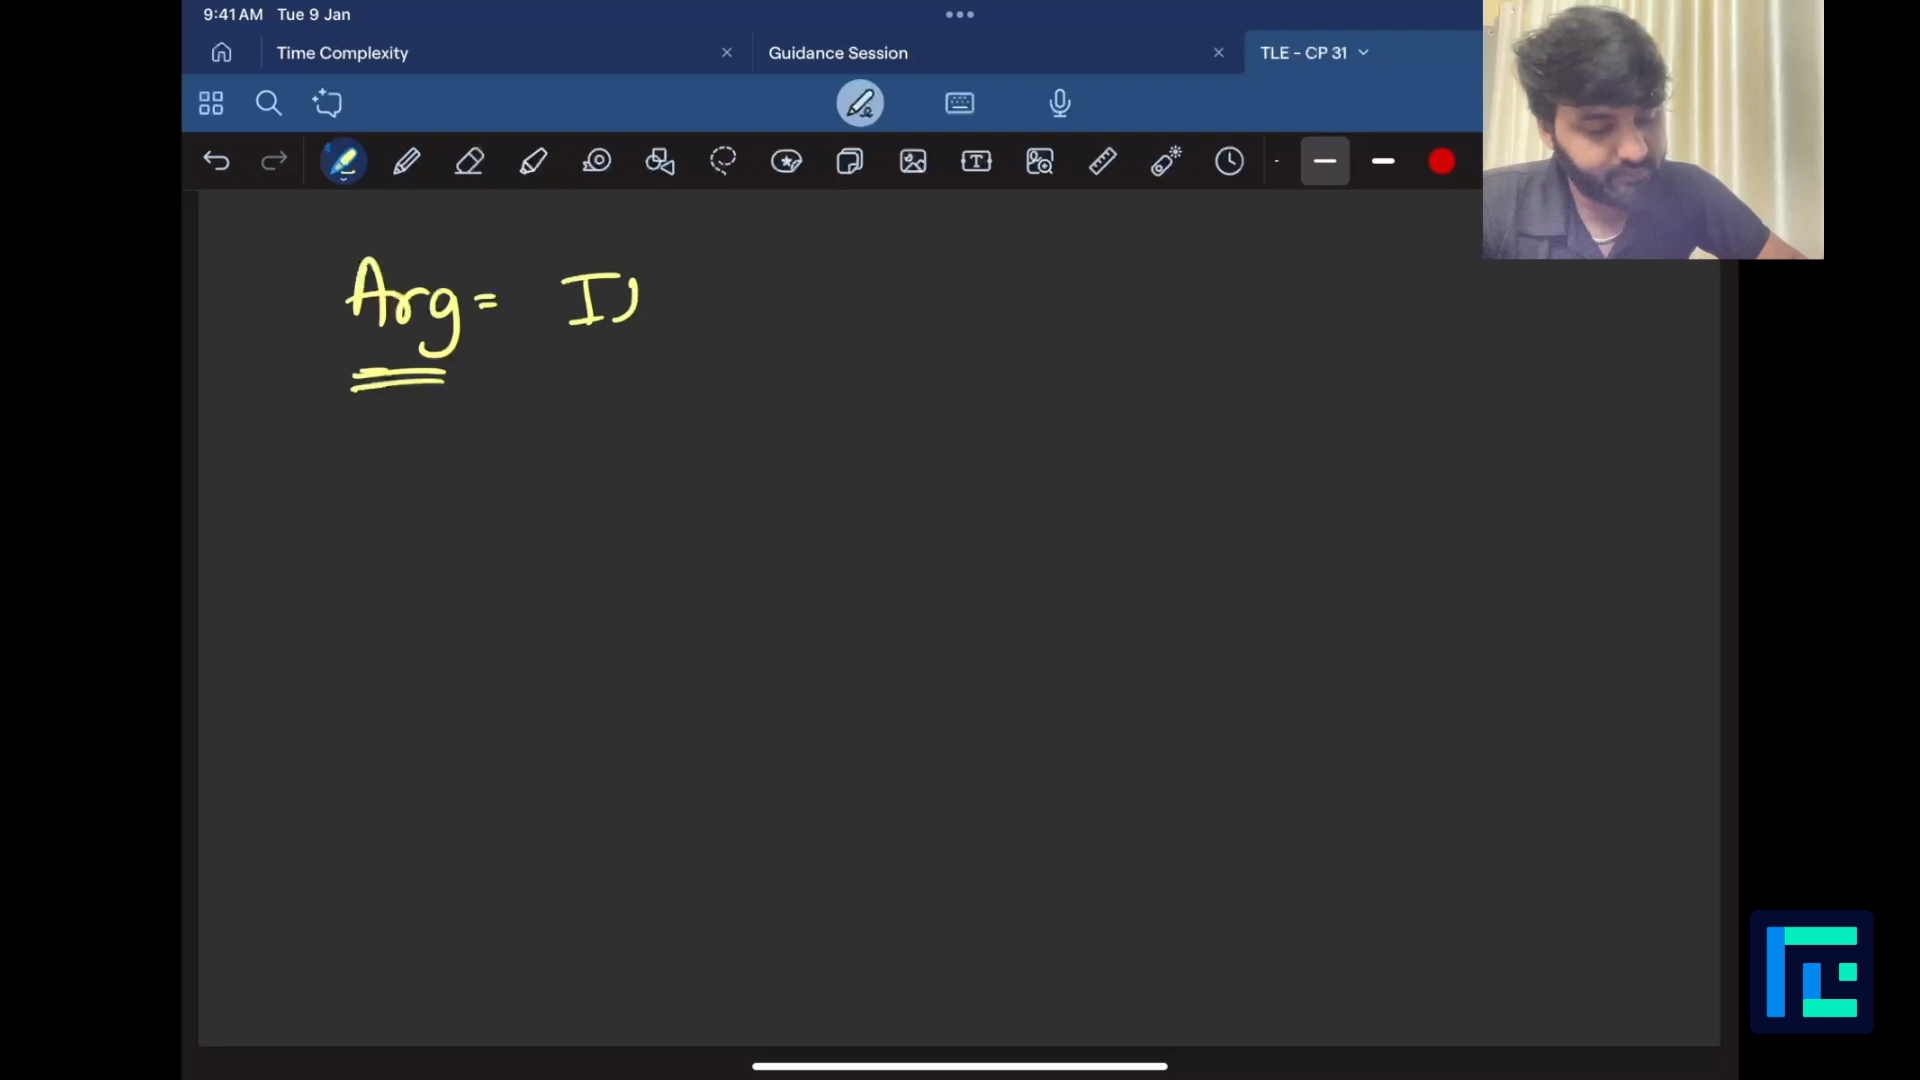 9:41 AM Tue 9 Jan
Time Complexity
Guidance Session
TLE - CP 31
Arg =